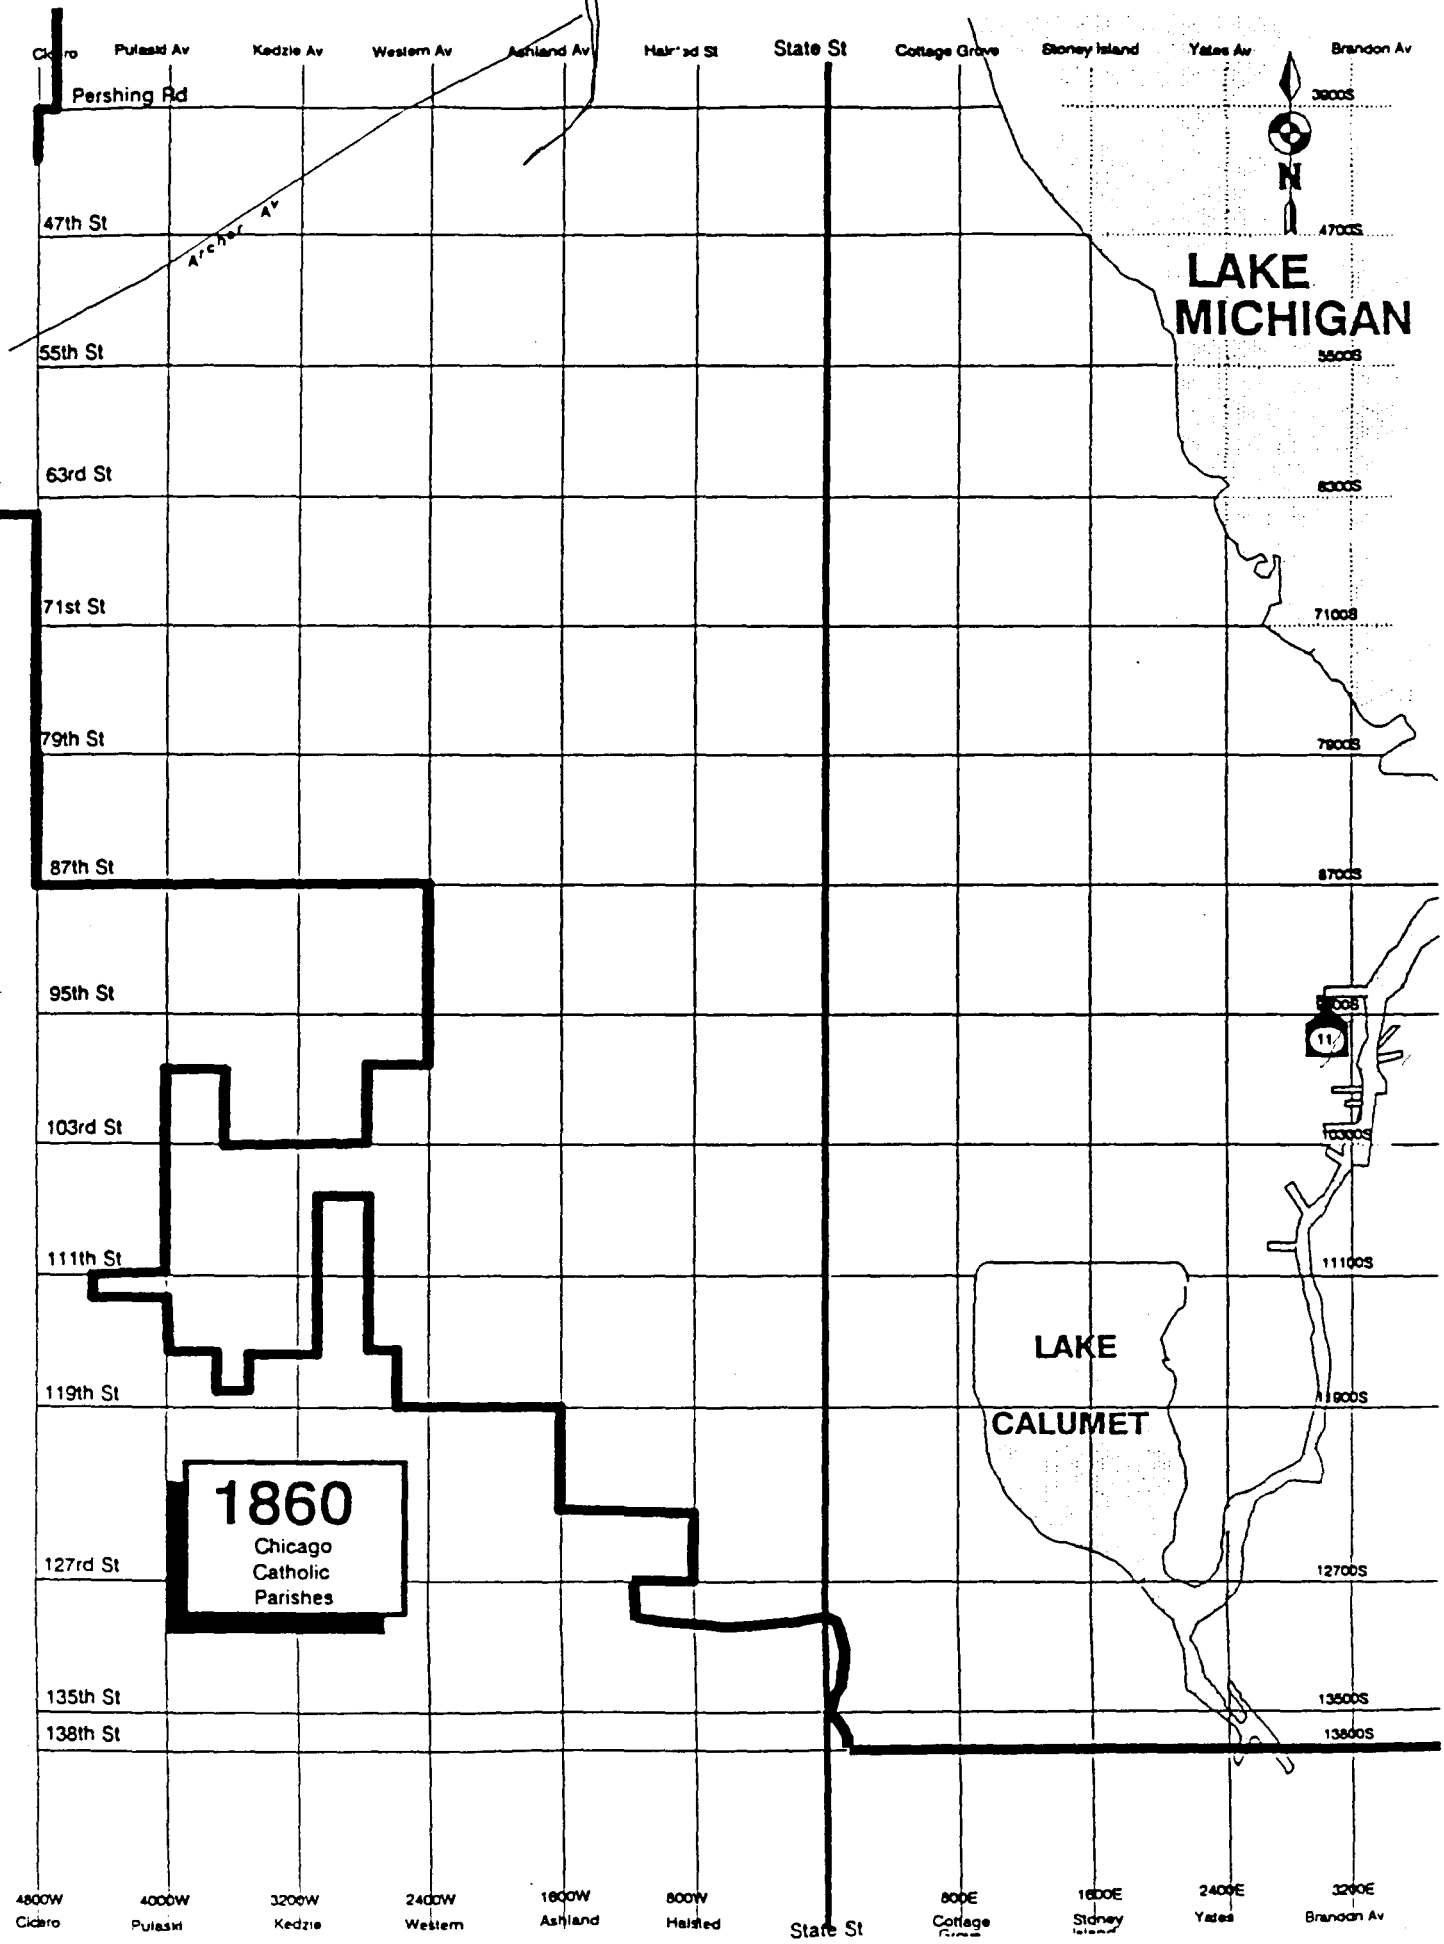 Pulaski Av Kedzie Av Western Av Ashland Av State St Cottage Grove Stoney Island Yates Av Brandon Av
Pershing Rd 3900S
N
Archer Av
47th St 4700S
LAKE
MICHIGAN
55th St 5500S
63rd St 6300S
71st St 7100S
79th St 7900S
87th St 8700S
95th St
11
103rd St 10300S
111th St 11100S
LAKE
119th St 11900S
CALUMET
1860
Chicago
Catholic
Parishes
127rd St 12700S
135th St 13500S
138th St 13800S
4800W 4000W 3200W 2400W 1600W 800W 800E 1600E 2400E 3200E
Cicero Pulaski Kedzie Western Ashland Halsted State St Cottage Stoney Yates Brandon Av